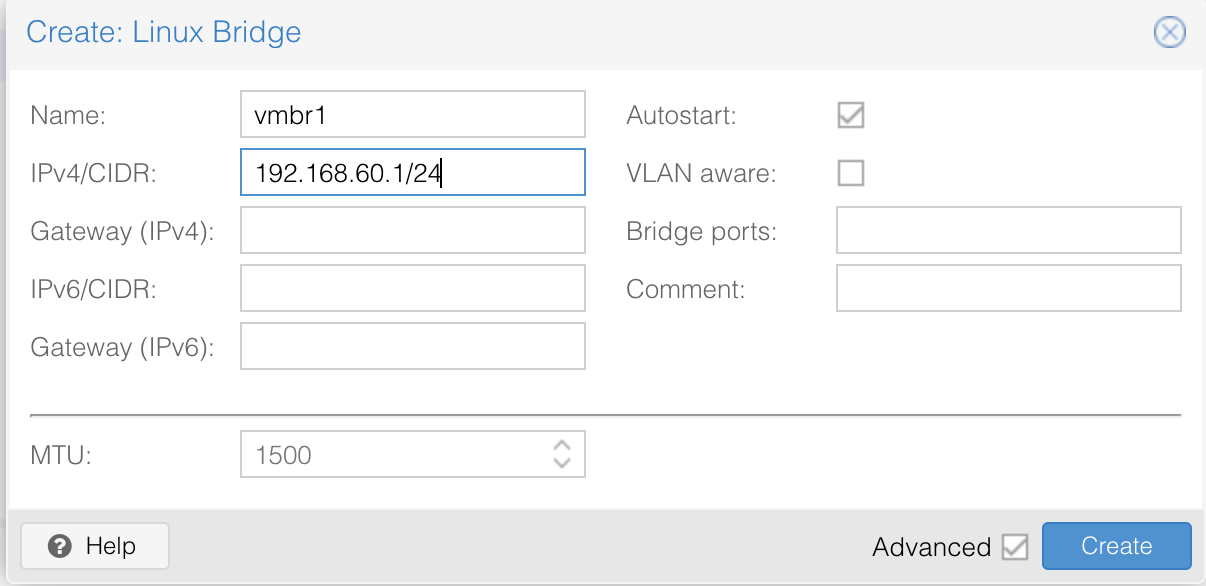 Create: Linux Bridge
Name: vmbr1 Autostart:
IPv4/CIDR: 192.168.60.1/24 VLAN aware:
Gateway (IPv4): Bridge ports:
IPv6/CIDR: Comment:
Gateway (IPv6):
MTU: 1500
? Help Advanced Create